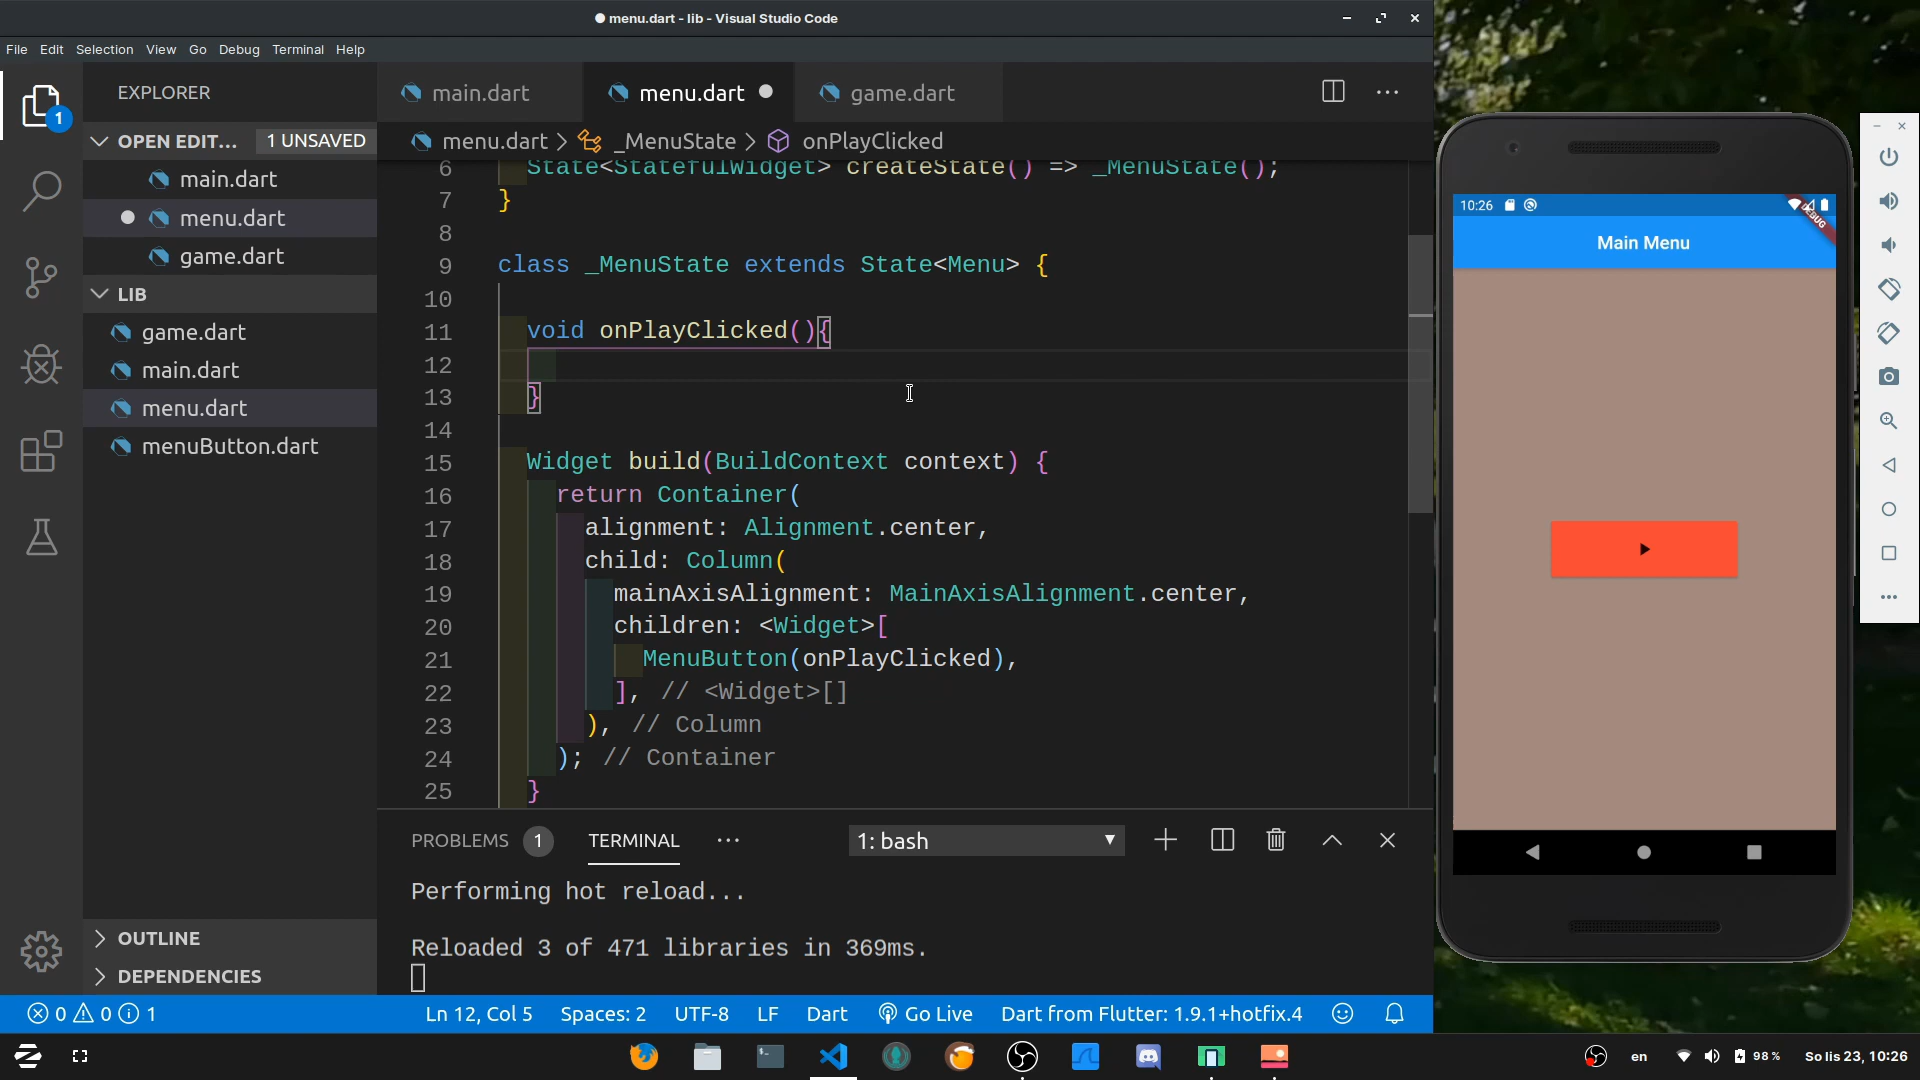 menu.dart - lib - Visual Studio Code
File Edit Selection View Go Debug Terminal Help
EXPLORER
main.dart
menu.dart
game.dart
OPEN EDIT... 1 UNSAVED
main.dart
menu.dart
game.dart
LIB
game.dart
main.dart
menu.dart
menuButton.dart
OUTLINE
DEPENDENCIES
1
menu.dart > _MenuState > onPlayClicked
6 State<StatefulWidget> createState() => _MenuState();
7 }
8
9 class _MenuState extends State<Menu> {
10
11 void onPlayClicked(){
12
13 }
14
15 Widget build(BuildContext context) {
16 return Container(
17 alignment: Alignment.center,
18 child: Column(
19 mainAxisAlignment: MainAxisAlignment.center,
20 children: <Widget>[
21 MenuButton(onPlayClicked),
22 ], // <Widget>[]
23 ), // Column
24 ); // Container
25 }
PROBLEMS 1 TERMINAL ... 1: bash
Performing hot reload...
Reloaded 3 of 471 libraries in 369ms.
0 0 1 Ln 12, Col 5 Spaces: 2 UTF-8 LF Dart Go Live Dart from Flutter: 1.9.1+hotfix.4
10:26
DEBUG
Main Menu
en 98% So lis 23, 10:26